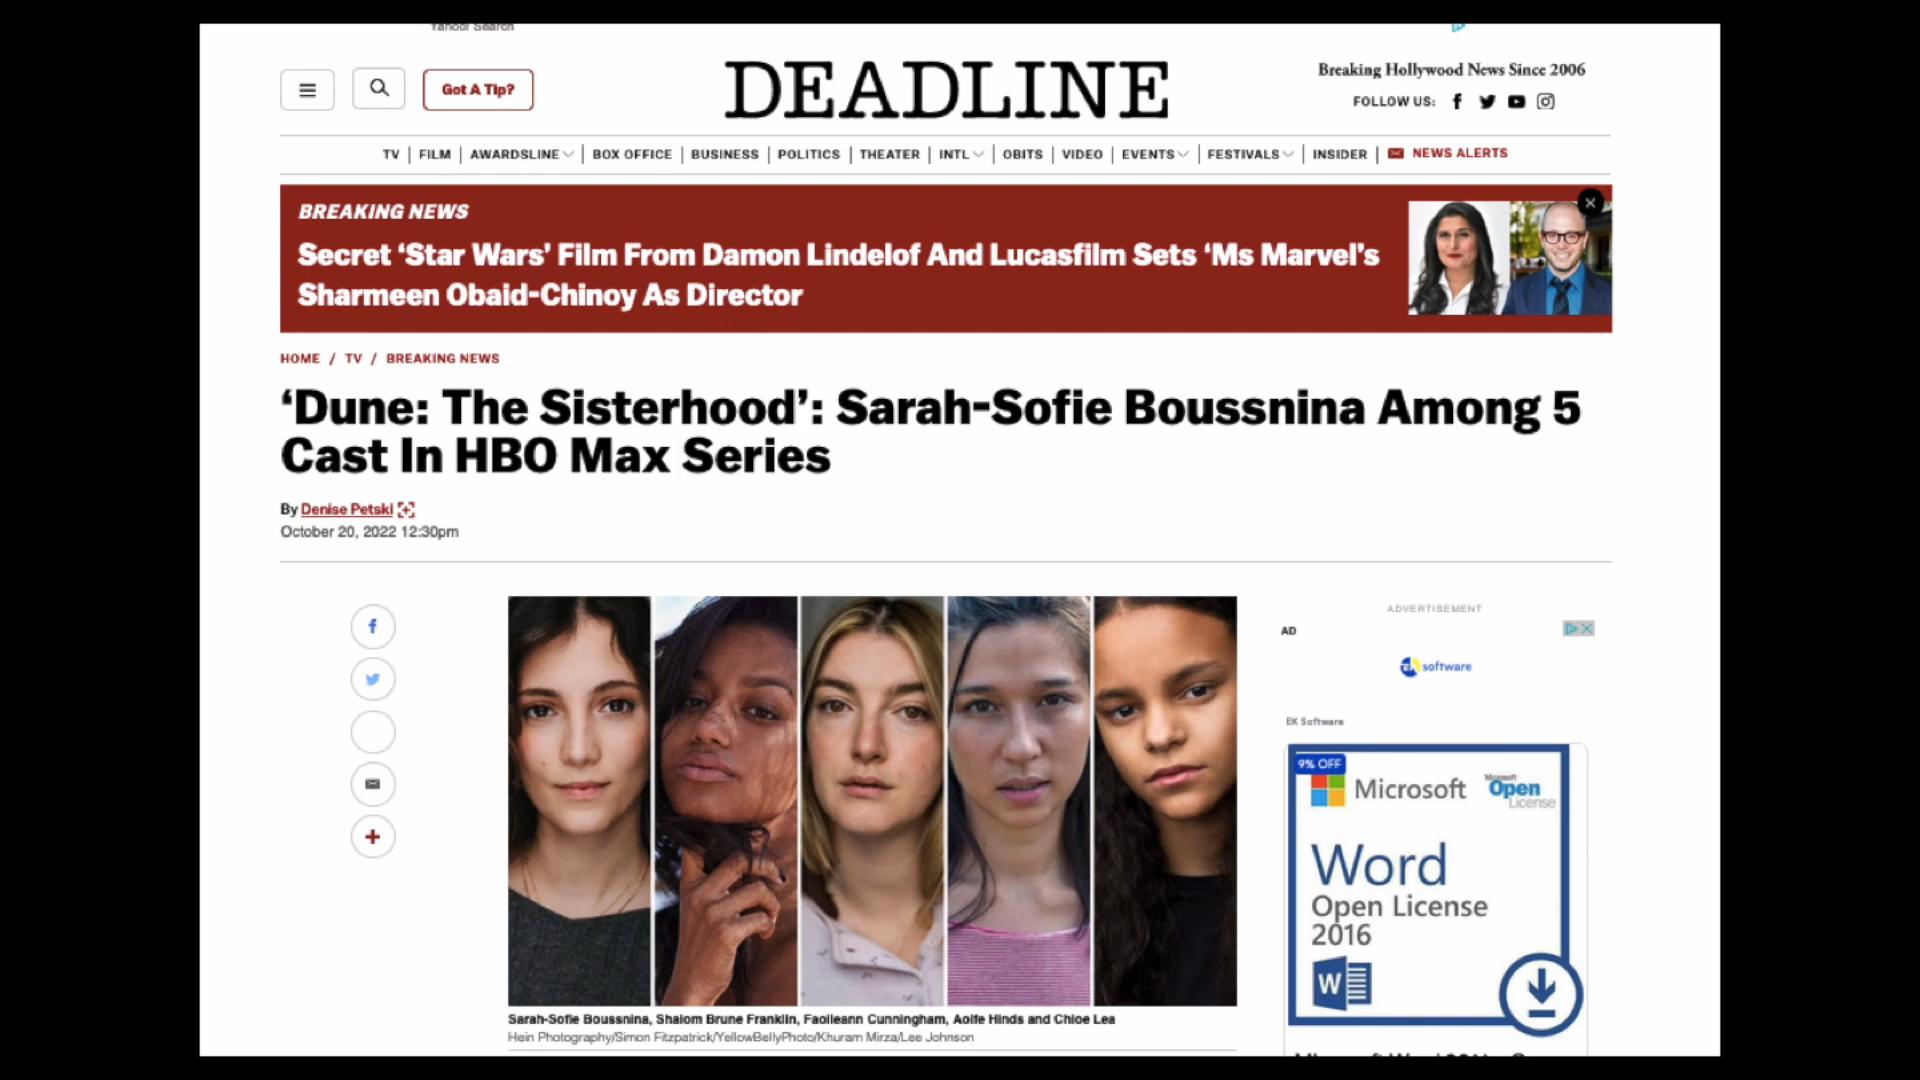 Yahoo! Search
Got A Tip?
DEADLINE
Breaking Hollywood News Since 2006
FOLLOW US:
TV | FILM | AWARDSLINE | BOX OFFICE | BUSINESS | POLITICS | THEATER | INTL | OBITS | VIDEO | EVENTS | FESTIVALS | INSIDER | NEWS ALERTS
BREAKING NEWS
Secret ‘Star Wars’ Film From Damon Lindelof And Lucasfilm Sets ‘Ms Marvel’s
Sharmeen Obaid-Chinoy As Director
HOME / TV / BREAKING NEWS
‘Dune: The Sisterhood’: Sarah-Sofie Boussnina Among 5
Cast In HBO Max Series
By Denise Petski
October 20, 2022 12:30pm
Sarah-Sofie Boussnina, Shalom Brune Franklin, Faoileann Cunningham, Aoife Hinds and Chloe Lea
Hein Photography/Simon Fitzpatrick/YellowBellyPhoto/Khuram Mirza/Lee Johnson
ADVERTISEMENT
AD
EK software
EK Software
9% OFF
Microsoft
Microsoft
Open
License
Word
Open License
2016
W